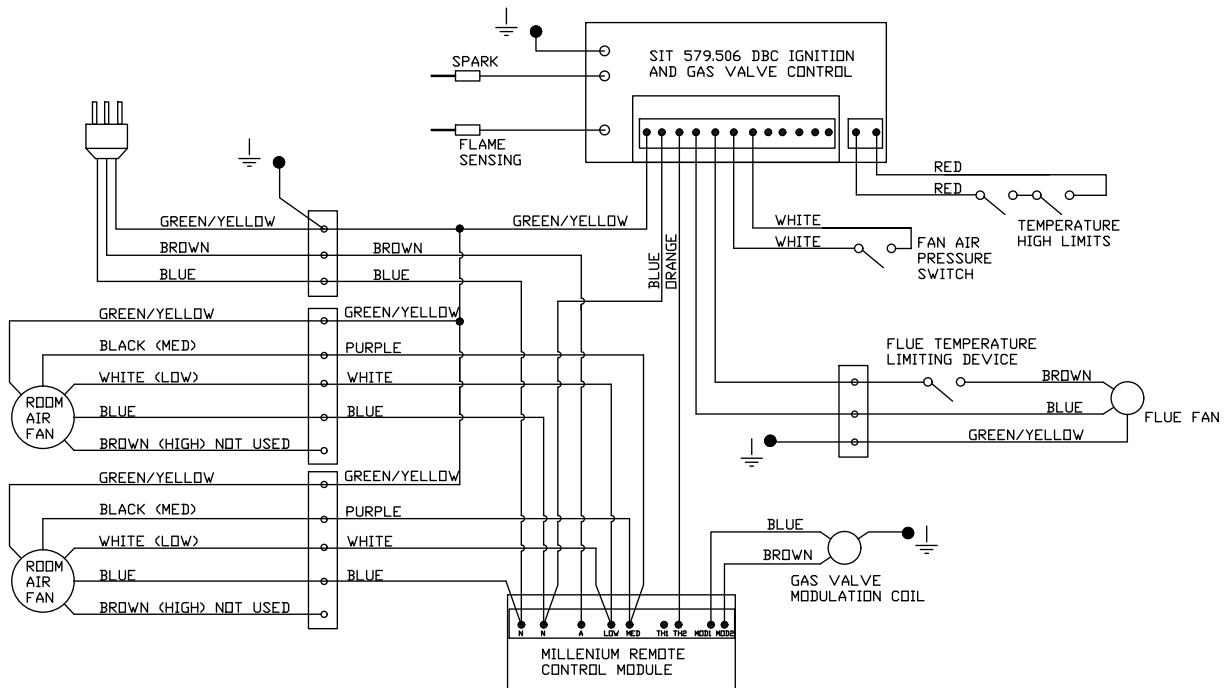 SIT 579.506 DBC IGNITION
AND GAS VALVE CONTROL
SPARK
FLAME
SENSING
RED
RED
TEMPERATURE
HIGH LIMITS
WHITE
WHITE
FAN AIR
PRESSURE
SWITCH
GREEN/YELLOW
GREEN/YELLOW
BROWN
BROWN
BLUE
BLUE
BLUE
ORANGE
GREEN/YELLOW
GREEN/YELLOW
BLACK (MED)
PURPLE
WHITE (LOW)
WHITE
ROOM
AIR
FAN
BLUE
BLUE
BROWN (HIGH) NOT USED
FLUE TEMPERATURE
LIMITING DEVICE
BROWN
BLUE
FLUE FAN
GREEN/YELLOW
GREEN/YELLOW
GREEN/YELLOW
BLACK (MED)
PURPLE
WHITE (LOW)
WHITE
ROOM
AIR
FAN
BLUE
BLUE
BROWN (HIGH) NOT USED
BLUE
BROWN
GAS VALVE
MODULATION COIL
N N A LOW MED TH1 TH2 MOD1 MOD2
MILLENIUM REMOTE
CONTROL MODULE